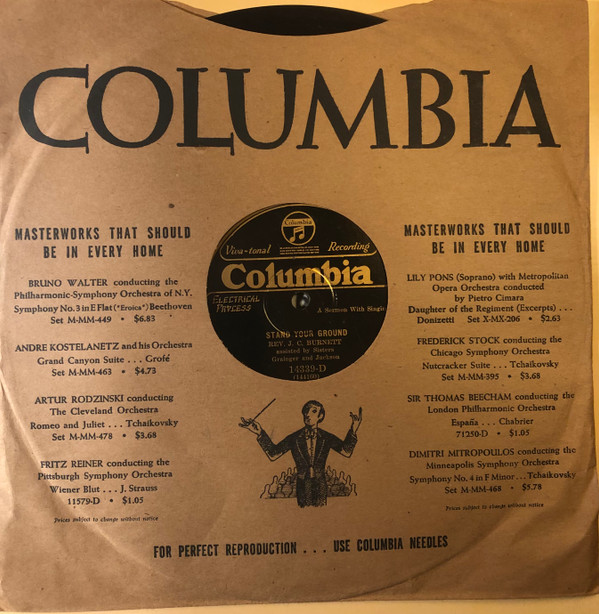 COLUMBIA
MASTERWORKS THAT SHOULD
BE IN EVERY HOME
BRUNO WALTER conducting the
Philharmonic-Symphony Orchestra of N.Y.
Symphony No. 3 in E Flat ("Eroica") Beethoven
Set M-MM-449 • $6.83
ANDRE KOSTELANETZ and his Orchestra
Grand Canyon Suite . . . Grofé
Set M-MM-463 • $4.73
ARTUR RODZINSKI conducting
The Cleveland Orchestra
Romeo and Juliet . . . Tchaikovsky
Set M-MM-478 • $3.68
FRITZ REINER conducting the
Pittsburgh Symphony Orchestra
Wiener Blut . . . J. Strauss
11579-D • $1.05
Prices subject to change without notice
Columbia
Viva-tonal Recording
Columbia
ELECTRICAL
PROCESS
A Sermon With Singing
STAND YOUR GROUND
REV. J. C. BURNETT
assisted by Sisters
Grainger and Jackson
14339-D
MASTERWORKS THAT SHOULD
BE IN EVERY HOME
LILY PONS (Soprano) with Metropolitan
Opera Orchestra conducted
by Pietro Cimara
Daughter of the Regiment (Excerpts) . . .
Donizetti Set X-MX-206 • $2.63
FREDERICK STOCK conducting the
Chicago Symphony Orchestra
Nutcracker Suite . . . Tchaikovsky
Set M-MM-395 • $3.68
SIR THOMAS BEECHAM conducting the
London Philharmonic Orchestra
España . . . Chabrier
71250-D • $1.05
DIMITRI MITROPOULOS conducting the
Minneapolis Symphony Orchestra
Symphony No. 4 in F Minor . . . Tchaikovsky
Set M-MM-468 • $5.78
Prices subject to change without notice
FOR PERFECT REPRODUCTION . . . USE COLUMBIA NEEDLES